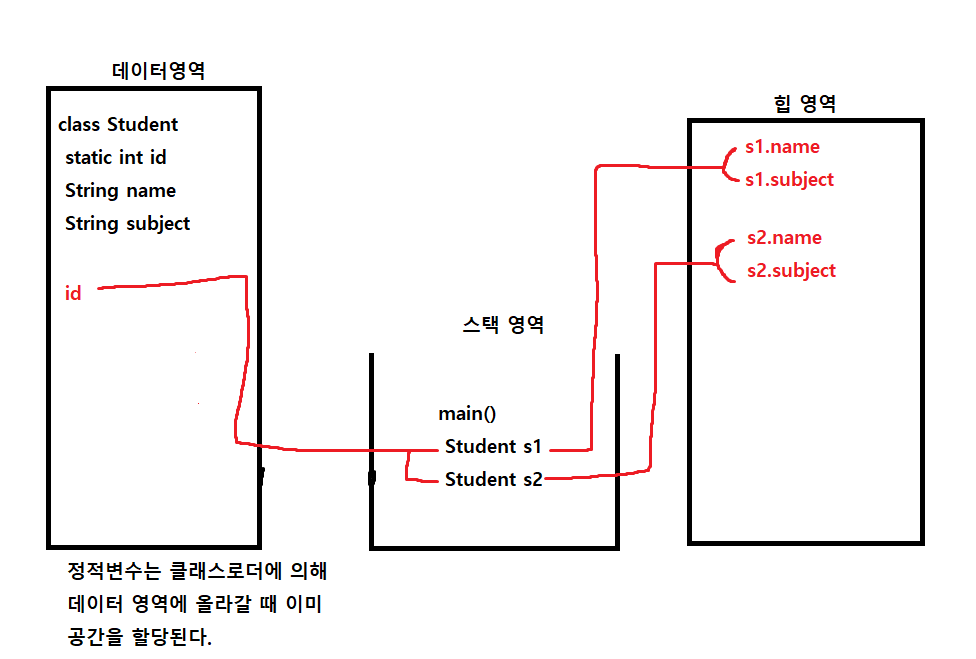 데이터영역
class Student
static int id
String name
String subject
id
정적변수는 클래스로더에 의해
데이터 영역에 올라갈 때 이미
공간을 할당된다.
스택 영역
main()
Student s1
Student s2
힙 영역
s1.name
s1.subject
s2.name
s2.subject